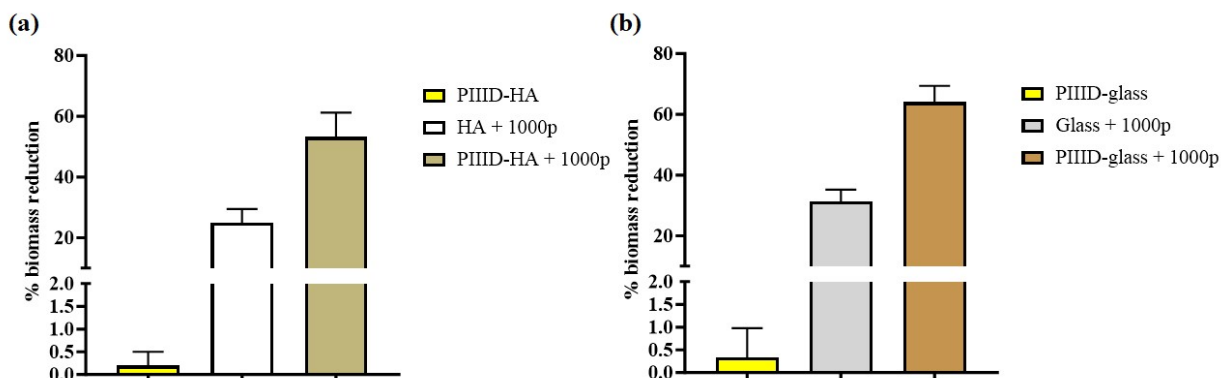 (a)
% biomass reduction
80
60
40
20
2.0
1.5
1.0
0.5
0.0
PIIID-HA
HA + 1000p
PIIID-HA + 1000p
(b)
% biomass reduction
80
60
40
20
2.0
1.5
1.0
0.5
0.0
PIIID-glass
Glass + 1000p
PIIID-glass + 1000p